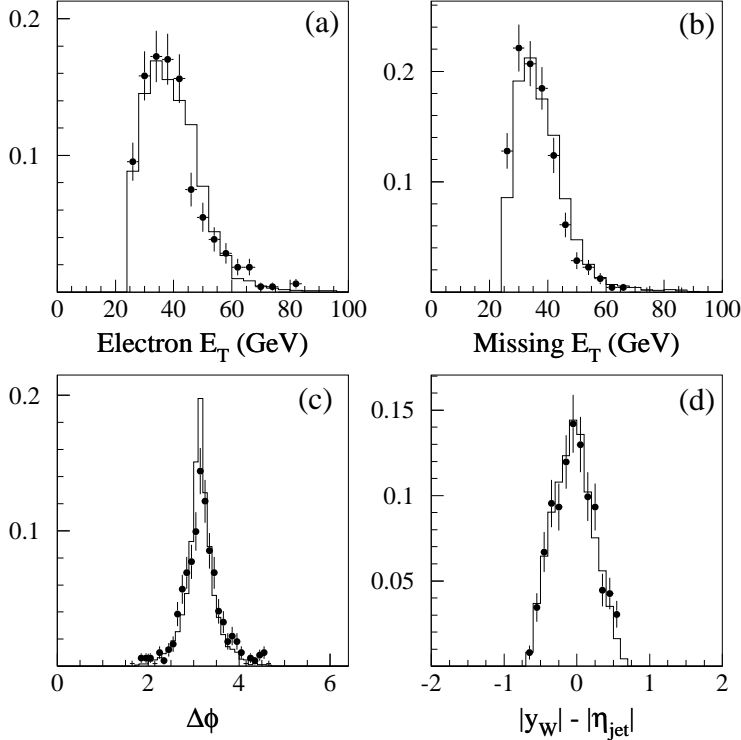 (a)
0.2
0.1
0 20 40 60 80 100
Electron E_T (GeV)
(b)
0.2
0.1
0 20 40 60 80 100
Missing E_T (GeV)
(c)
0.2
0.1
0 2 4 6
Δϕ
(d)
0.15
0.1
0.05
-2 -1 0 1 2
|y_W| - |η_jet|